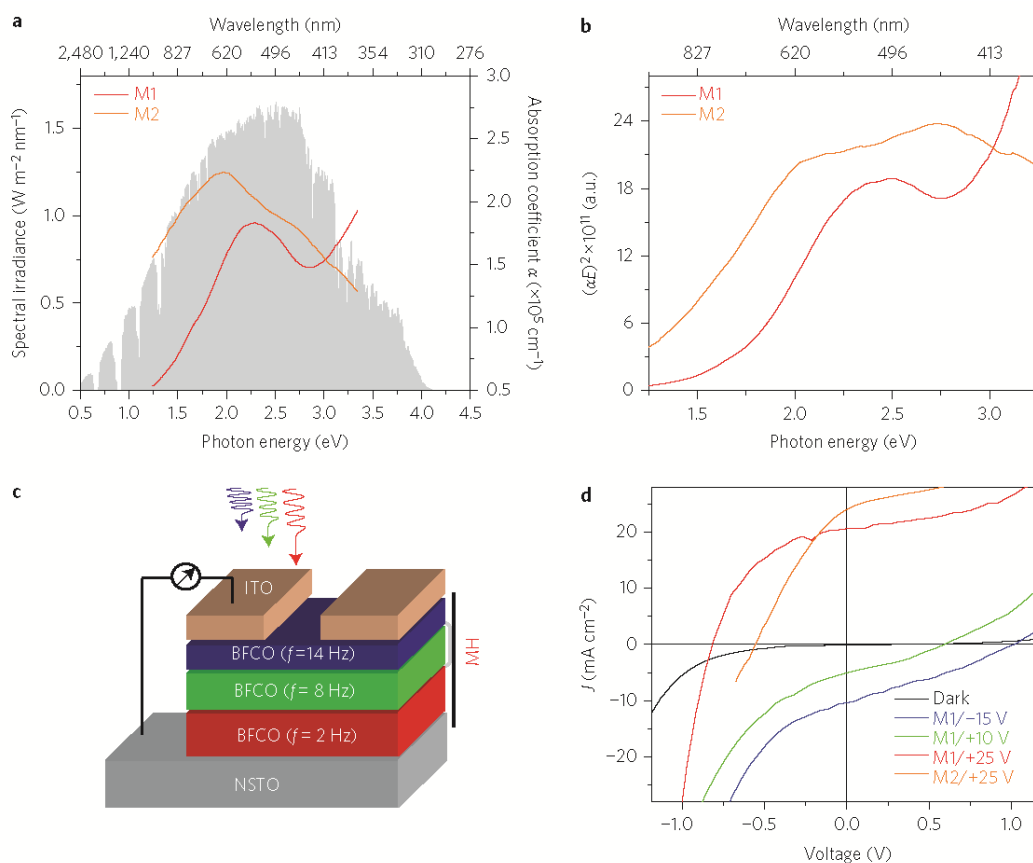 a
Wavelength (nm)
2,480 1,240 827 620 496 413 354 310 276
M1
M2
Spectral irradiance (W m−2 nm−1)
1.5
1.0
0.5
0.0
3.0
2.5
2.0
1.5
1.0
0.5
Absorption coefficient α (×10⁵ cm−1)
0.5 1.0 1.5 2.0 2.5 3.0 3.5 4.0 4.5
Photon energy (eV)
b
Wavelength (nm)
827 620 496 413
M1
M2
(αE)² × 10¹¹ (a.u.)
24
18
12
6
0
1.5 2.0 2.5 3.0
Photon energy (eV)
c
ITO
BFCO (f=14 Hz)
BFCO (f = 8 Hz)
BFCO (f = 2 Hz)
NSTO
MH
d
J (mA cm−2)
20
10
0
−10
−20
Dark
M1/−15 V
M1/+10 V
M1/+25 V
M2/+25 V
−1.0 −0.5 0.0 0.5 1.0
Voltage (V)